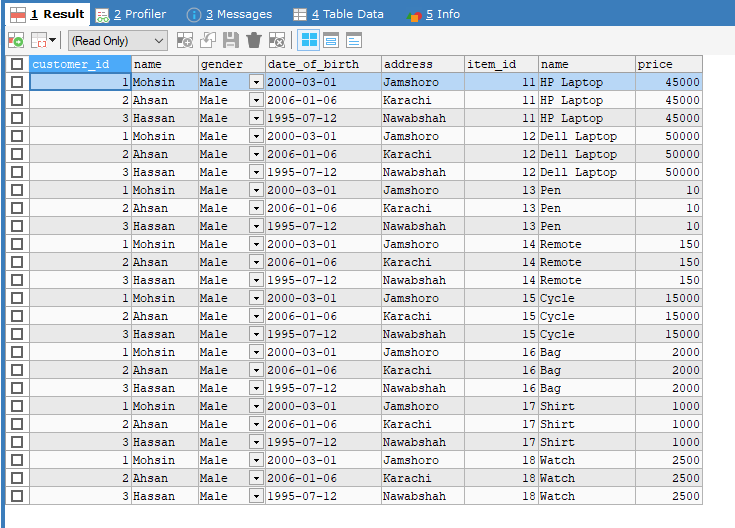 1 Result 2 Profiler 3 Messages 4 Table Data 5 Info
(Read Only)
customer_id name gender date_of_birth address item_id name price
1 Mohsin Male 2000-03-01 Jamshoro 11 HP Laptop 45000
2 Ahsan Male 2006-01-06 Karachi 11 HP Laptop 45000
3 Hassan Male 1995-07-12 Nawabshah 11 HP Laptop 45000
1 Mohsin Male 2000-03-01 Jamshoro 12 Dell Laptop 50000
2 Ahsan Male 2006-01-06 Karachi 12 Dell Laptop 50000
3 Hassan Male 1995-07-12 Nawabshah 12 Dell Laptop 50000
1 Mohsin Male 2000-03-01 Jamshoro 13 Pen 10
2 Ahsan Male 2006-01-06 Karachi 13 Pen 10
3 Hassan Male 1995-07-12 Nawabshah 13 Pen 10
1 Mohsin Male 2000-03-01 Jamshoro 14 Remote 150
2 Ahsan Male 2006-01-06 Karachi 14 Remote 150
3 Hassan Male 1995-07-12 Nawabshah 14 Remote 150
1 Mohsin Male 2000-03-01 Jamshoro 15 Cycle 15000
2 Ahsan Male 2006-01-06 Karachi 15 Cycle 15000
3 Hassan Male 1995-07-12 Nawabshah 15 Cycle 15000
1 Mohsin Male 2000-03-01 Jamshoro 16 Bag 2000
2 Ahsan Male 2006-01-06 Karachi 16 Bag 2000
3 Hassan Male 1995-07-12 Nawabshah 16 Bag 2000
1 Mohsin Male 2000-03-01 Jamshoro 17 Shirt 1000
2 Ahsan Male 2006-01-06 Karachi 17 Shirt 1000
3 Hassan Male 1995-07-12 Nawabshah 17 Shirt 1000
1 Mohsin Male 2000-03-01 Jamshoro 18 Watch 2500
2 Ahsan Male 2006-01-06 Karachi 18 Watch 2500
3 Hassan Male 1995-07-12 Nawabshah 18 Watch 2500